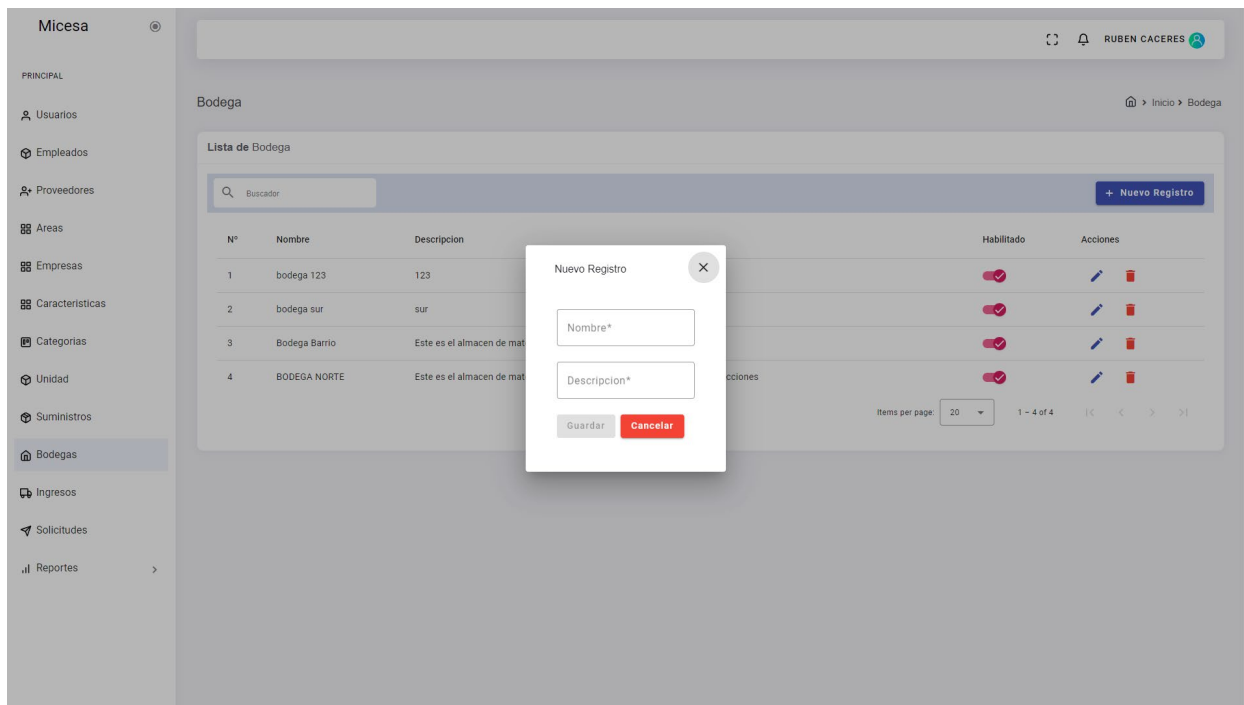 Micesa
RUBEN CACERES
PRINCIPAL
Usuarios
Empleados
Proveedores
Areas
Empresas
Caracteristicas
Categorias
Unidad
Suministros
Bodegas
Ingresos
Solicitudes
Reportes
Bodega
Inicio > Bodega
Lista de Bodega
Buscador
+ Nuevo Registro
Nº Nombre Descripcion Habilitado Acciones
1 bodega 123 123
2 bodega sur sur
3 Bodega Barrio Este es el almacen de mat
4 BODEGA NORTE Este es el almacen de mat cciones
Items per page: 20 1 – 4 of 4
Nuevo Registro
Nombre*
Descripcion*
Guardar Cancelar